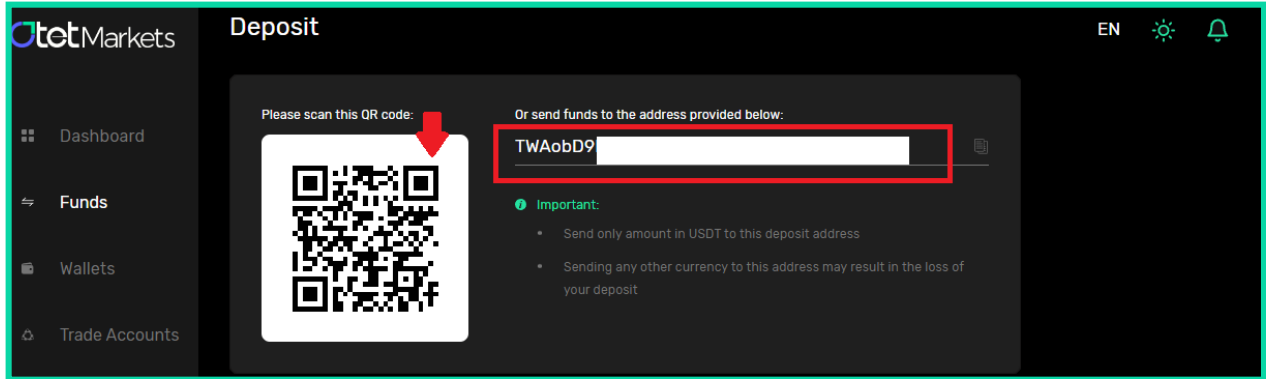 OtetMarkets
Deposit
EN
Please scan this QR code:
Or send funds to the address provided below:
TWAobD9
Dashboard
Funds
Important:
Send only amount in USDT to this deposit address
Wallets
Sending any other currency to this address may result in the loss of
your deposit
Trade Accounts